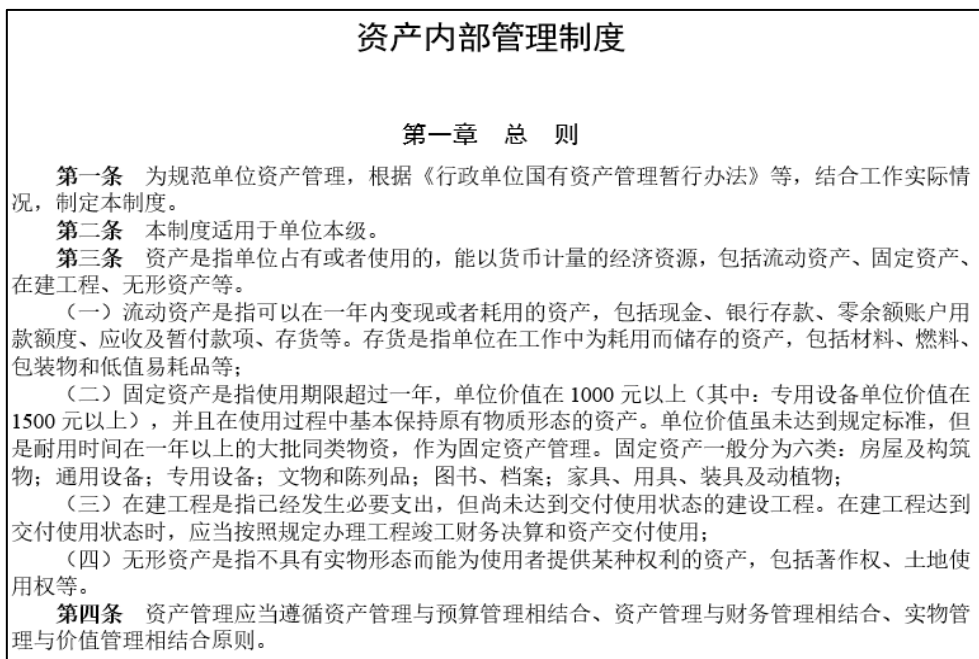 资产内部管理制度
第一章 总 则
第一条 为规范单位资产管理，根据《行政单位国有资产管理暂行办法》等，结合工作实际情
况，制定本制度。
第二条 本制度适用于单位本级。
第三条 资产是指单位占有或者使用的，能以货币计量的经济资源，包括流动资产、固定资产、
在建工程、无形资产等。
（一）流动资产是指可以在一年内变现或者耗用的资产，包括现金、银行存款、零余额账户用
款额度、应收及暂付款项、存货等。存货是指单位在工作中为耗用而储存的资产，包括材料、燃料、
包装物和低值易耗品等；
（二）固定资产是指使用期限超过一年，单位价值在 1000 元以上（其中：专用设备单位价值在
1500 元以上），并且在使用过程中基本保持原有物质形态的资产。单位价值虽未达到规定标准，但
是耐用时间在一年以上的大批同类物资，作为固定资产管理。固定资产一般分为六类：房屋及构筑
物；通用设备；专用设备；文物和陈列品；图书、档案；家具、用具、装具及动植物；
（三）在建工程是指已经发生必要支出，但尚未达到交付使用状态的建设工程。在建工程达到
交付使用状态时，应当按照规定办理工程竣工财务决算和资产交付使用；
（四）无形资产是指不具有实物形态而能为使用者提供某种权利的资产，包括著作权、土地使
用权等。
第四条 资产管理应当遵循资产管理与预算管理相结合、资产管理与财务管理相结合、实物管
理与价值管理相结合原则。